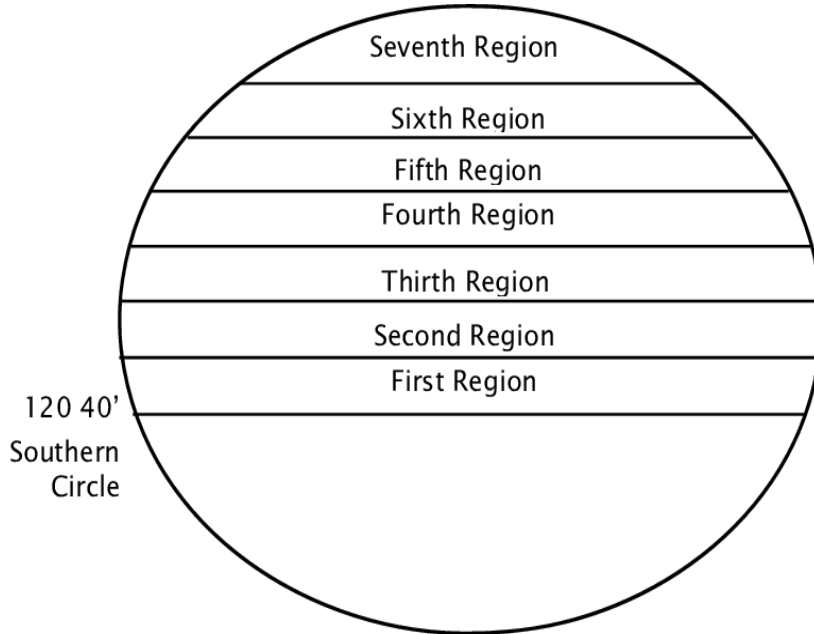 Seventh Region
Sixth Region
Fifth Region
Fourth Region
Thirth Region
Second Region
First Region
120 40’
Southern
Circle